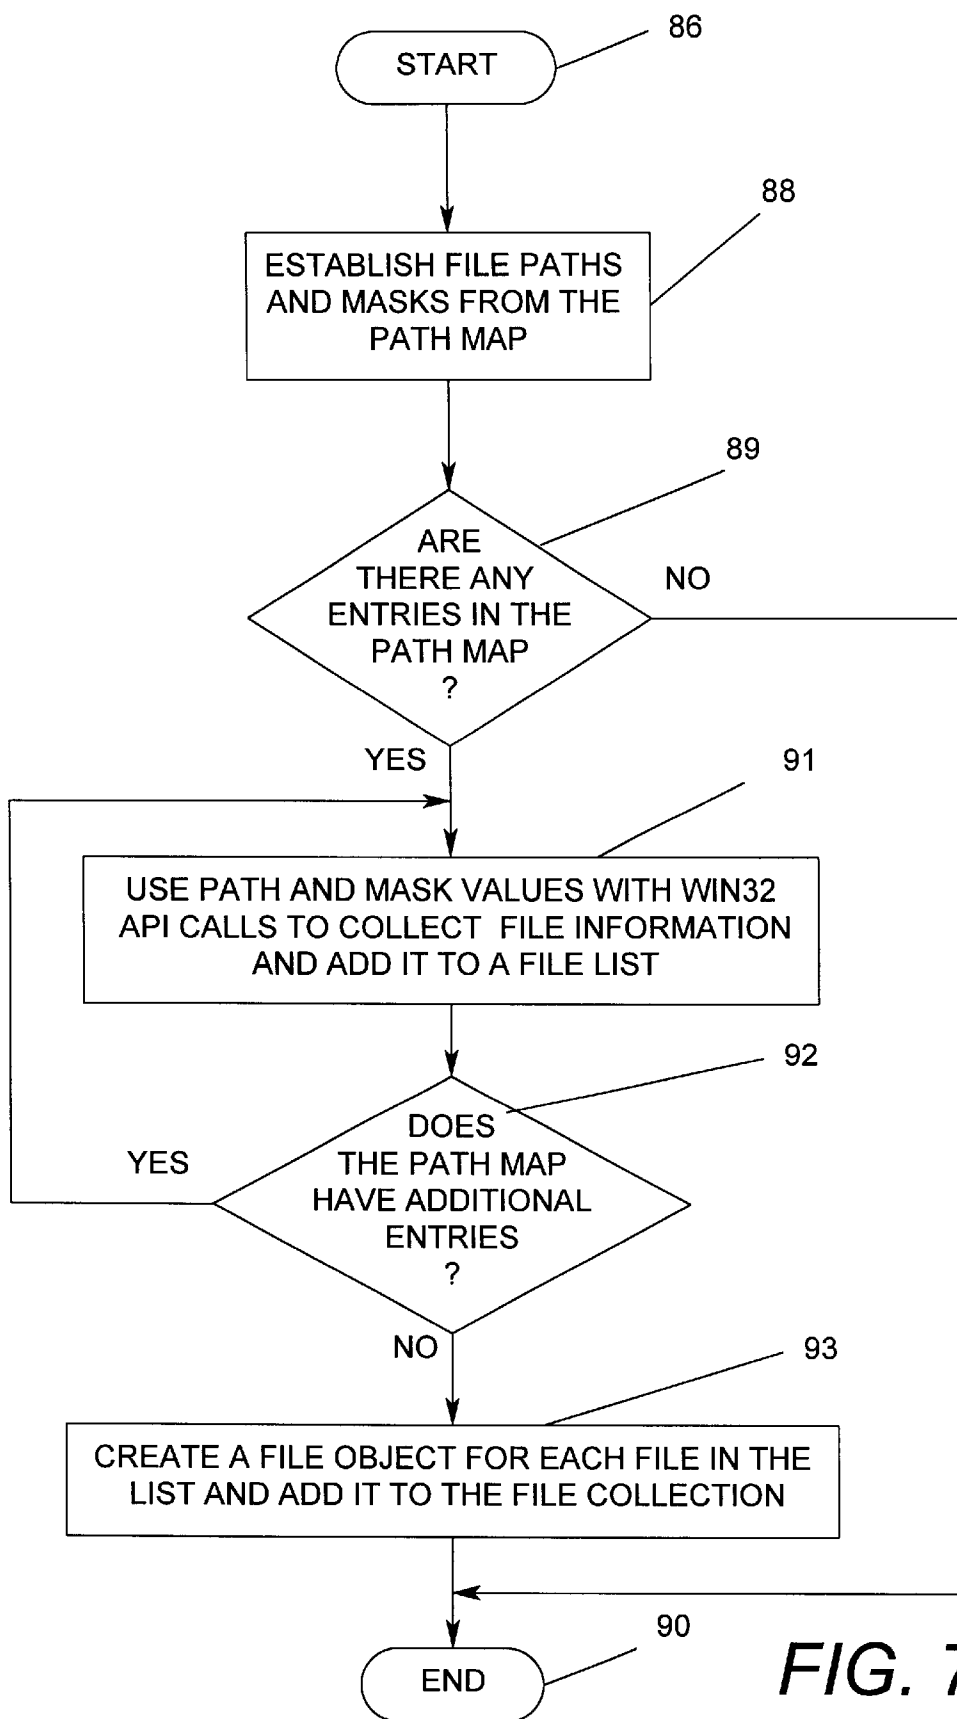 86
START
88
ESTABLISH FILE PATHS
AND MASKS FROM THE
PATH MAP
89
ARE
THERE ANY
ENTRIES IN THE
PATH MAP
?
NO
YES
91
USE PATH AND MASK VALUES WITH WIN32
API CALLS TO COLLECT FILE INFORMATION
AND ADD IT TO A FILE LIST
92
DOES
THE PATH MAP
HAVE ADDITIONAL
ENTRIES
?
YES
NO
93
CREATE A FILE OBJECT FOR EACH FILE IN THE
LIST AND ADD IT TO THE FILE COLLECTION
90
END
FIG. 7